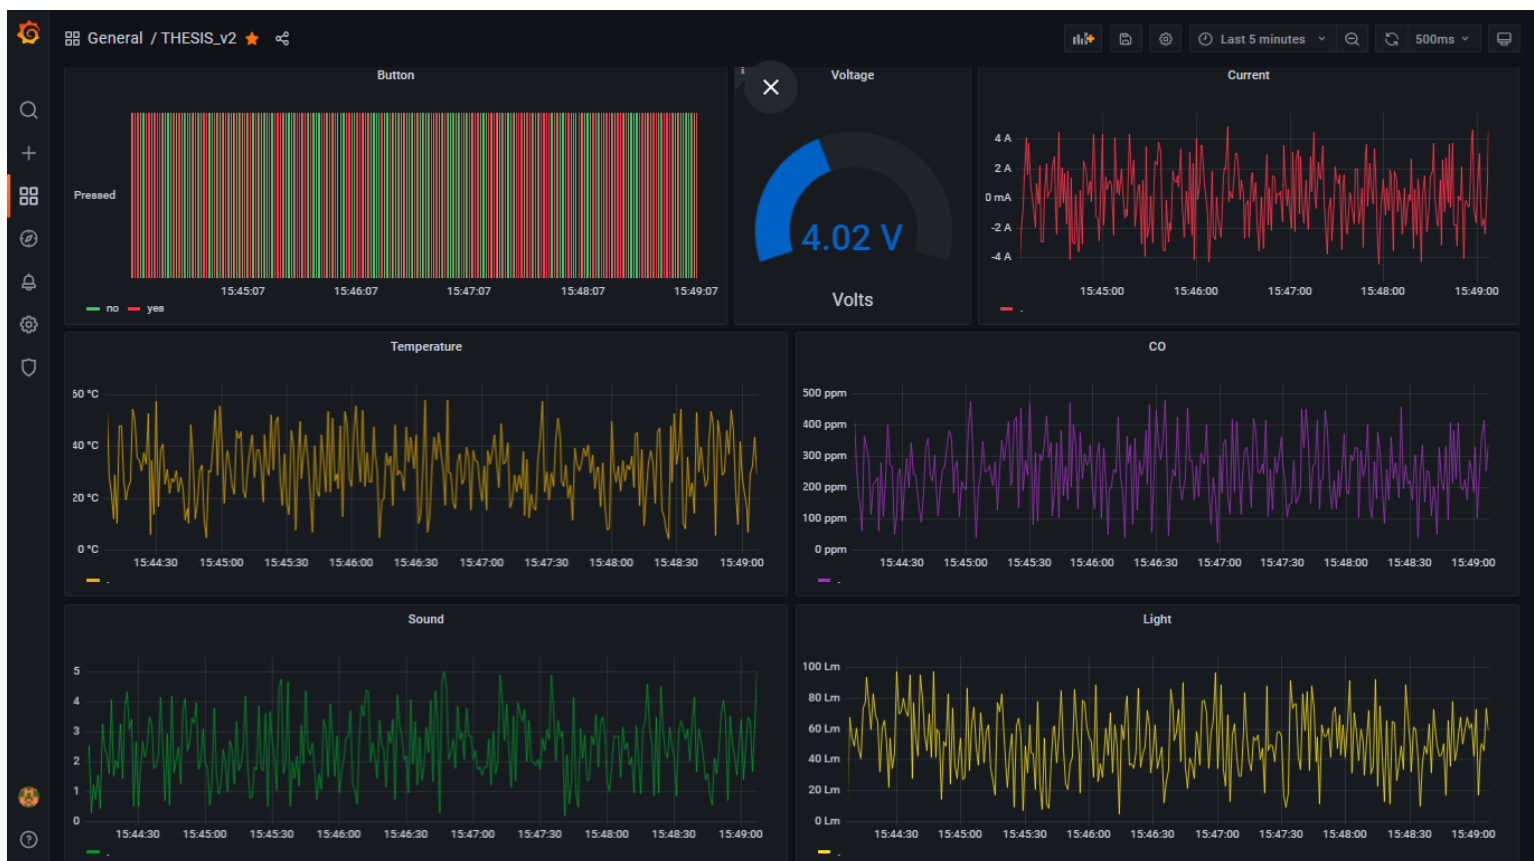 General / THESIS_v2
Last 5 minutes
500ms
Button
Pressed
15:45:07 15:46:07 15:47:07 15:48:07 15:49:07
no yes
i
Voltage
4.02 V
Volts
Current
4 A
2 A
0 mA
-2 A
-4 A
15:45:00 15:46:00 15:47:00 15:48:00 15:49:00
-
Temperature
60 °C
40 °C
20 °C
0 °C
15:44:30 15:45:00 15:45:30 15:46:00 15:46:30 15:47:00 15:47:30 15:48:00 15:48:30 15:49:00
-
CO
500 ppm
400 ppm
300 ppm
200 ppm
100 ppm
0 ppm
15:44:30 15:45:00 15:45:30 15:46:00 15:46:30 15:47:00 15:47:30 15:48:00 15:48:30 15:49:00
-
Sound
5
4
3
2
1
0
15:44:30 15:45:00 15:45:30 15:46:00 15:46:30 15:47:00 15:47:30 15:48:00 15:48:30 15:49:00
-
Light
100 Lm
80 Lm
60 Lm
40 Lm
20 Lm
0 Lm
15:44:30 15:45:00 15:45:30 15:46:00 15:46:30 15:47:00 15:47:30 15:48:00 15:48:30 15:49:00
-